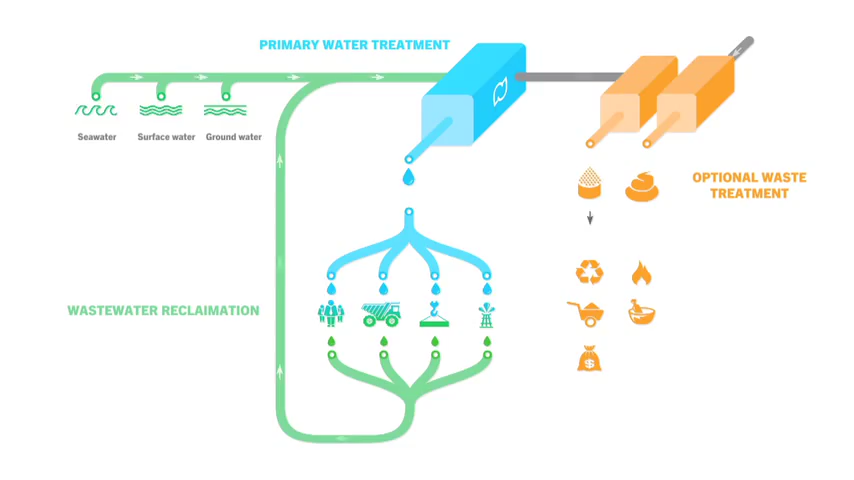 PRIMARY WATER TREATMENT
Seawater
Surface water
Ground water
OPTIONAL WASTE
TREATMENT
WASTEWATER RECLAIMATION
$